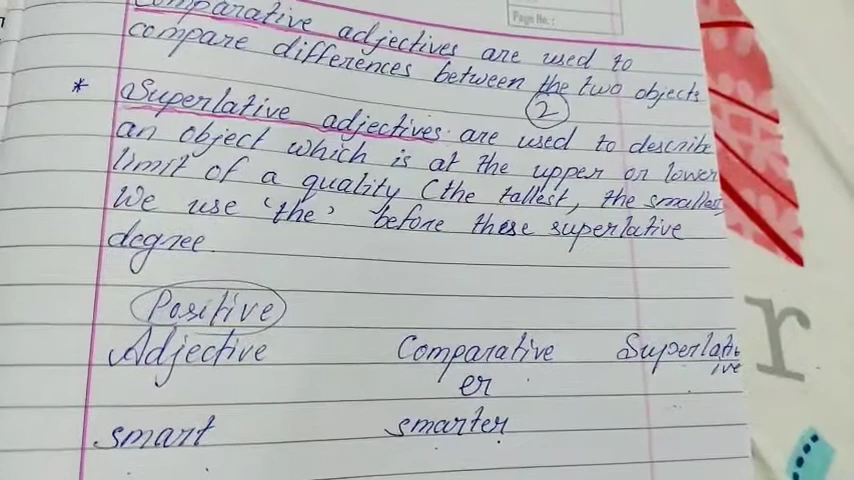 Page No.:
Comparative adjectives are used to
compare differences between the two objects
2
* Superlative adjectives are used to describe
an object which is at the upper or lower
limit of a quality (the tallest, the smallest,
We use 'the' before these superlative
degree.
Positive
Adjective Comparative Superlative
er
smart smarter
r